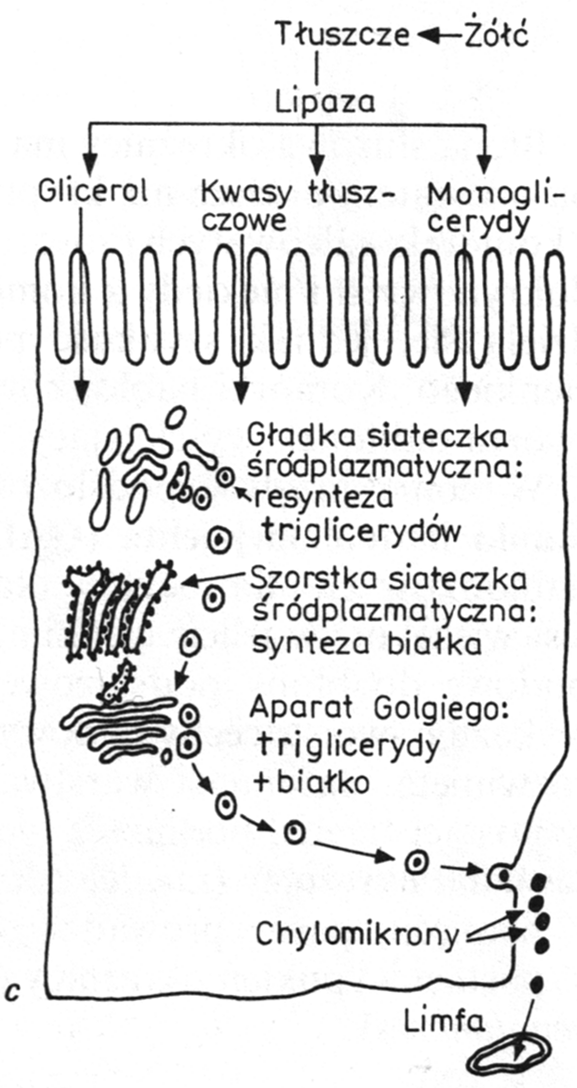 Tłuszcze Żółć
Lipaza
Glicerol Kwasy tłusz- Monogli-
czowe cerydy
Gładka siateczka
śródplazmatyczna:
resynteza
triglicerydów
Szorstka siateczka
śródplazmatyczna:
synteza białka
Aparat Golgiego:
triglicerydy
+białko
Chylomikrony
c
Limfa